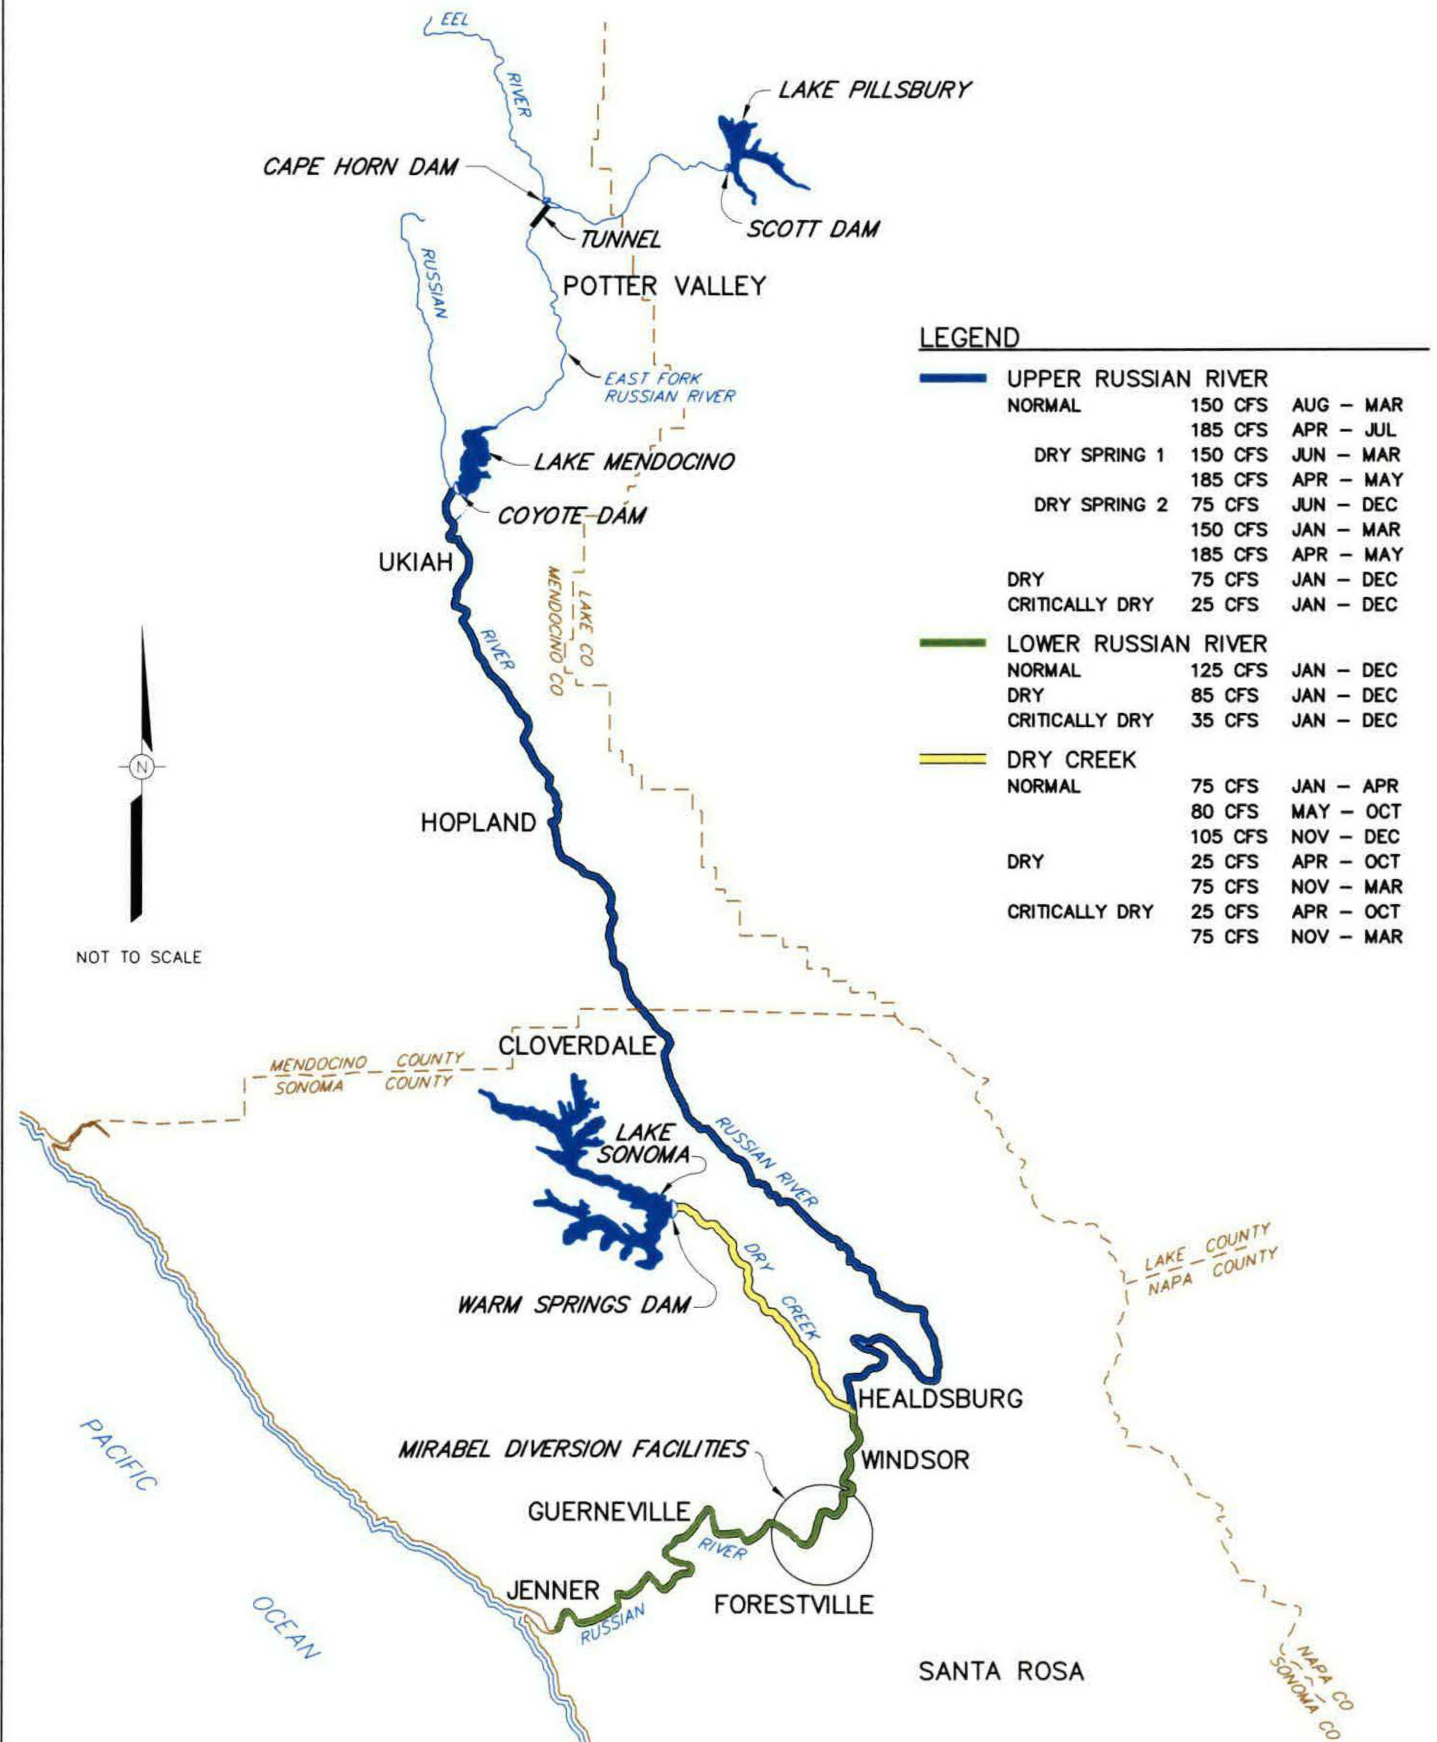 EEL
RIVER
LAKE PILLSBURY
CAPE HORN DAM
SCOTT DAM
TUNNEL
RUSSIAN
POTTER VALLEY
EAST FORK
RUSSIAN RIVER
LAKE MENDOCINO
COYOTE DAM
UKIAH
LAKE CO
MENDOCINO CO
RIVER
LEGEND
UPPER RUSSIAN RIVER
NORMAL 150 CFS AUG – MAR
185 CFS APR – JUL
DRY SPRING 1 150 CFS JUN – MAR
185 CFS APR – MAY
DRY SPRING 2 75 CFS JUN – DEC
150 CFS JAN – MAR
185 CFS APR – MAY
DRY 75 CFS JAN – DEC
CRITICALLY DRY 25 CFS JAN – DEC
LOWER RUSSIAN RIVER
NORMAL 125 CFS JAN – DEC
DRY 85 CFS JAN – DEC
CRITICALLY DRY 35 CFS JAN – DEC
DRY CREEK
NORMAL 75 CFS JAN – APR
80 CFS MAY – OCT
105 CFS NOV – DEC
DRY 25 CFS APR – OCT
75 CFS NOV – MAR
CRITICALLY DRY 25 CFS APR – OCT
75 CFS NOV – MAR
N
NOT TO SCALE
HOPLAND
CLOVERDALE
MENDOCINO COUNTY
SONOMA COUNTY
LAKE
SONOMA
RUSSIAN RIVER
DRY CREEK
WARM SPRINGS DAM
LAKE COUNTY
NAPA COUNTY
HEALDSBURG
MIRABEL DIVERSION FACILITIES
WINDSOR
GUERNEVILLE
RIVER
JENNER
RUSSIAN
FORESTVILLE
PACIFIC
OCEAN
SANTA ROSA
NAPA CO
SONOMA CO